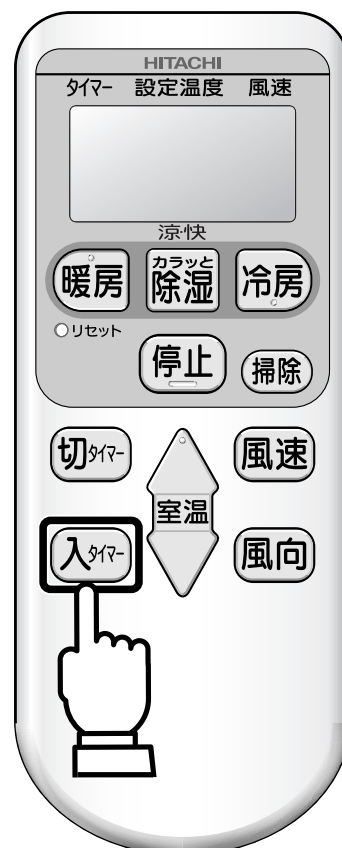 HITACHI
タイマー 設定温度 風速
涼・快
暖房 カラッと除湿 冷房
リセット
停止 掃除
切タイマー 風速
室温
入タイマー 風向